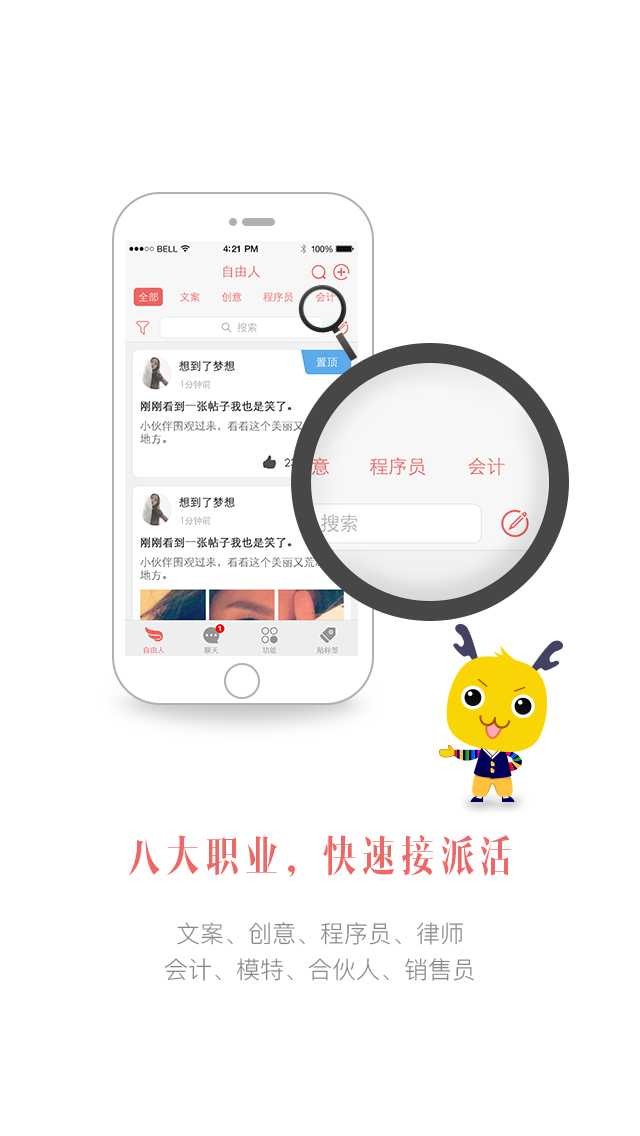 BELL 4:21 PM 100%
自由人
全部 文案 创意 程序员 会计
搜索
想到了梦想
置顶
1分钟前
刚刚看到一张帖子我也是笑了。
小伙伴围观过来，看看这个美丽又
地方。
23
意 程序员 会计
搜索
想到了梦想
1分钟前
刚刚看到一张帖子我也是笑了。
小伙伴围观过来，看看这个美丽又荒
地方。
1
自由人 聊天 功能 贴标签
八大职业，快速接派活
文案、创意、程序员、律师
会计、模特、合伙人、销售员